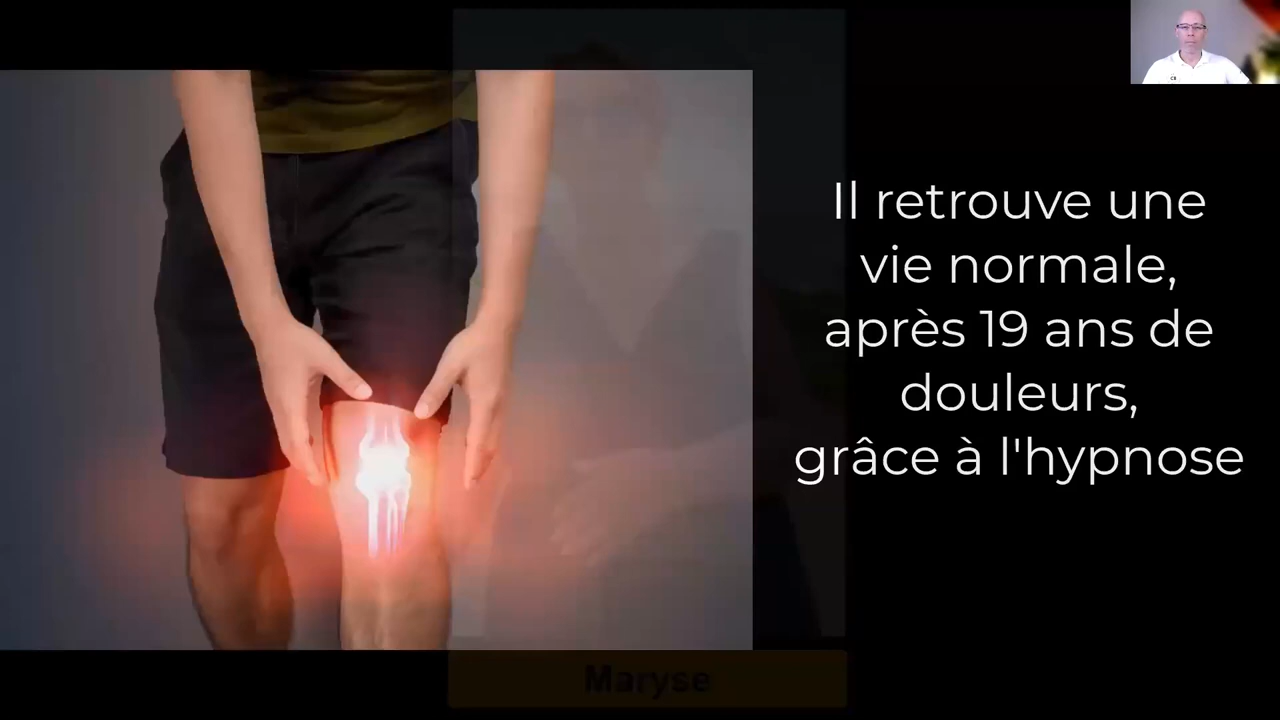 Il retrouve une
vie normale,
après 19 ans de
douleurs,
grâce à l'hypnose
Maryse